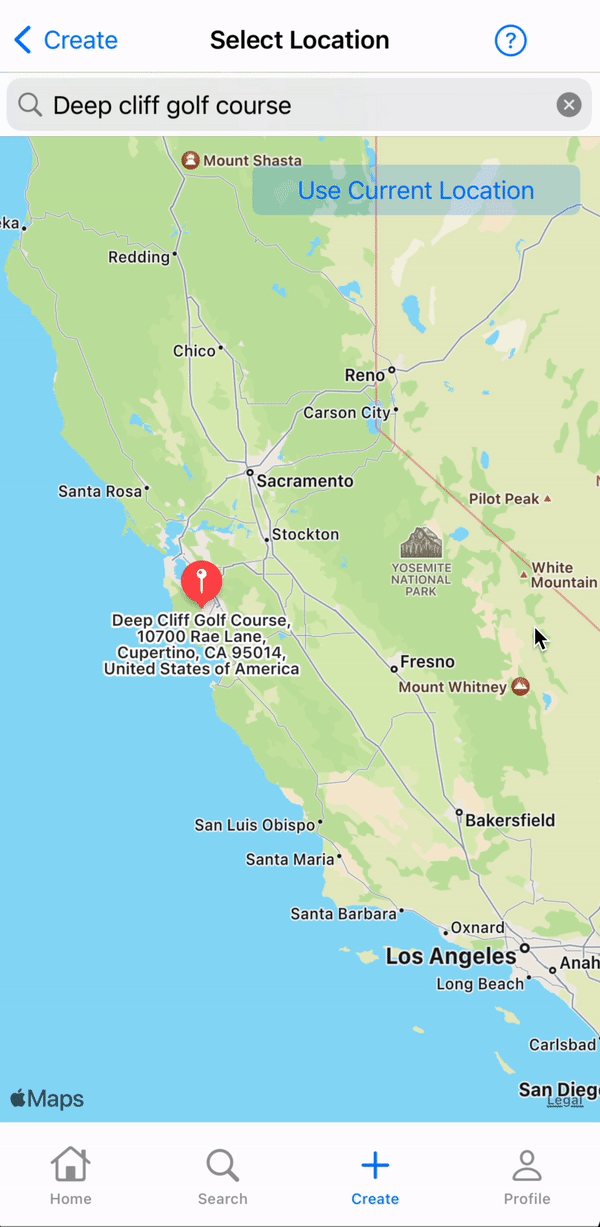 Create
Select Location
?
Deep cliff golf course
Mount Shasta
Use Current Location
eka
Redding
Chico
Reno
Carson City
Sacramento
Santa Rosa
Pilot Peak
Stockton
YOSEMITE
NATIONAL
PARK
White
Mountain
Deep Cliff Golf Course,
10700 Rae Lane,
Cupertino, CA 95014,
United States of America
Fresno
Mount Whitney
San Luis Obispo
Bakersfield
Santa Maria
Santa Barbara
Oxnard
Los Angeles
Anah
Long Beach
Carlsbad
San Dieg
Maps
Legal
Home
Search
Create
Profile